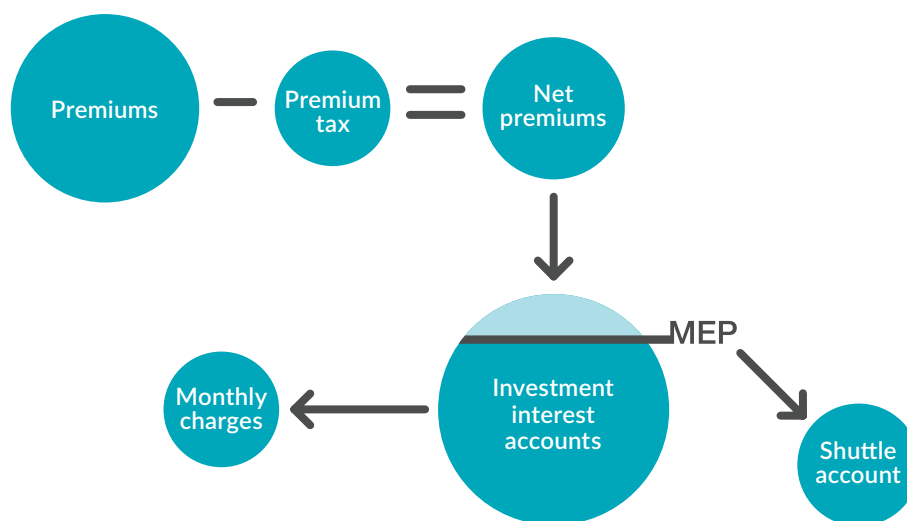 Premiums
Premium
tax
Net
premiums
MEP
Monthly
charges
Investment
interest
accounts
Shuttle
account